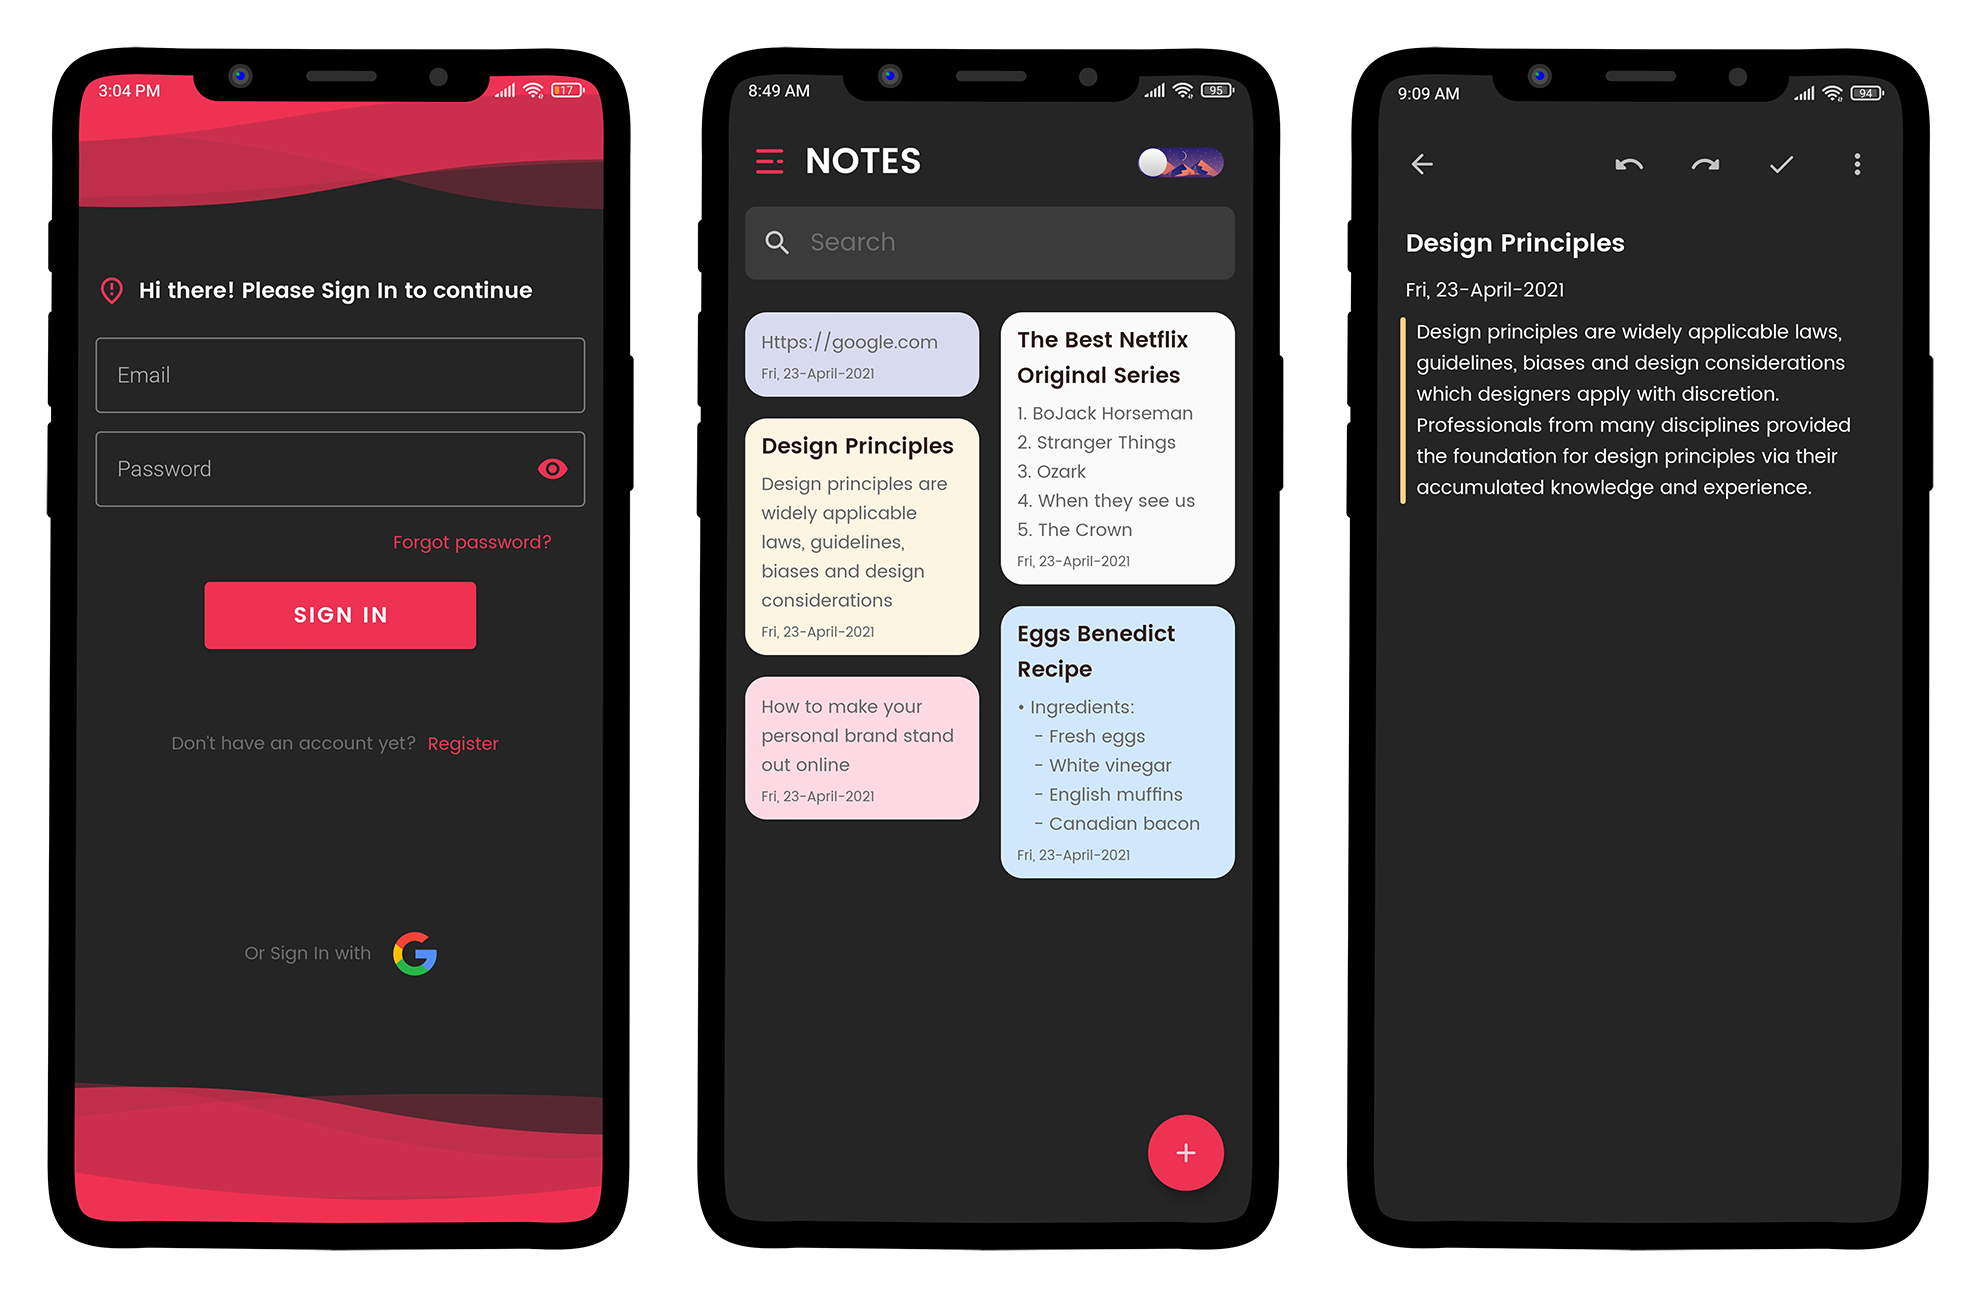 3:04 PM
17
Hi there! Please Sign In to continue
Email
Password
Forgot password?
SIGN IN
Don't have an account yet? Register
Or Sign In with
8:49 AM
95
NOTES
Search
Https://google.com
Fri, 23-April-2021
Design Principles
Design principles are
widely applicable
laws, guidelines,
biases and design
considerations
Fri, 23-April-2021
How to make your
personal brand stand
out online
Fri, 23-April-2021
The Best Netflix
Original Series
1. BoJack Horseman
2. Stranger Things
3. Ozark
4. When they see us
5. The Crown
Fri, 23-April-2021
Eggs Benedict
Recipe
• Ingredients:
- Fresh eggs
- White vinegar
- English muffins
- Canadian bacon
Fri, 23-April-2021
9:09 AM
94
Design Principles
Fri, 23-April-2021
Design principles are widely applicable laws,
guidelines, biases and design considerations
which designers apply with discretion.
Professionals from many disciplines provided
the foundation for design principles via their
accumulated knowledge and experience.